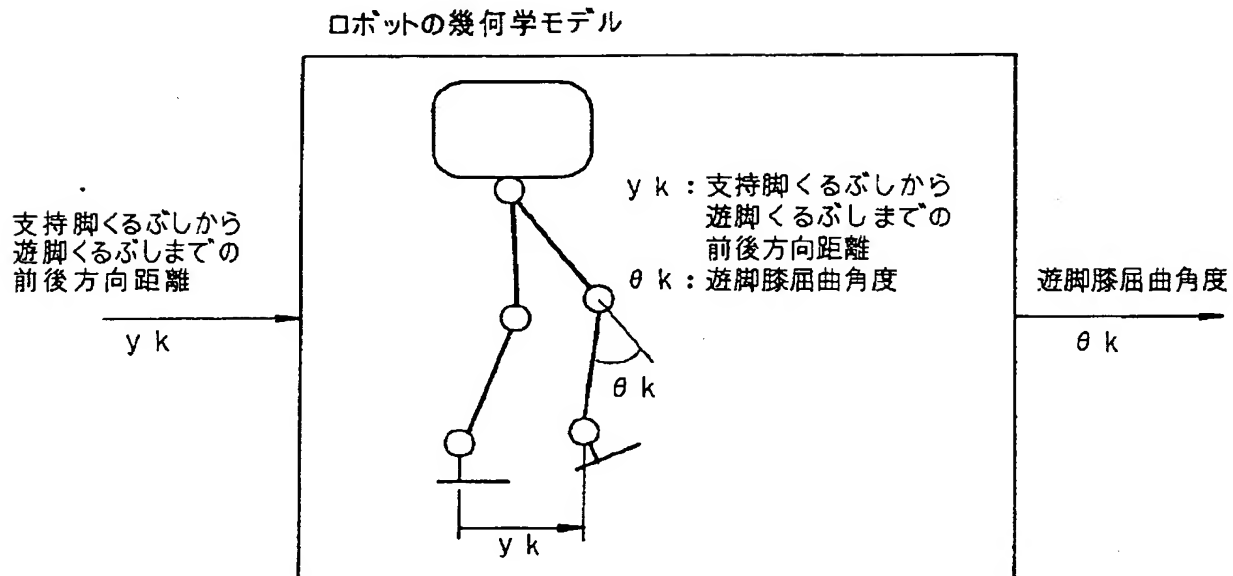 ロボットの幾何学モデル
支持脚くるぶしから
遊脚くるぶしまでの
前後方向距離
y k
y k : 支持脚くるぶしから
遊脚くるぶしまでの
前後方向距離
θ k : 遊脚膝屈曲角度
θ k
y k
遊脚膝屈曲角度
θ k